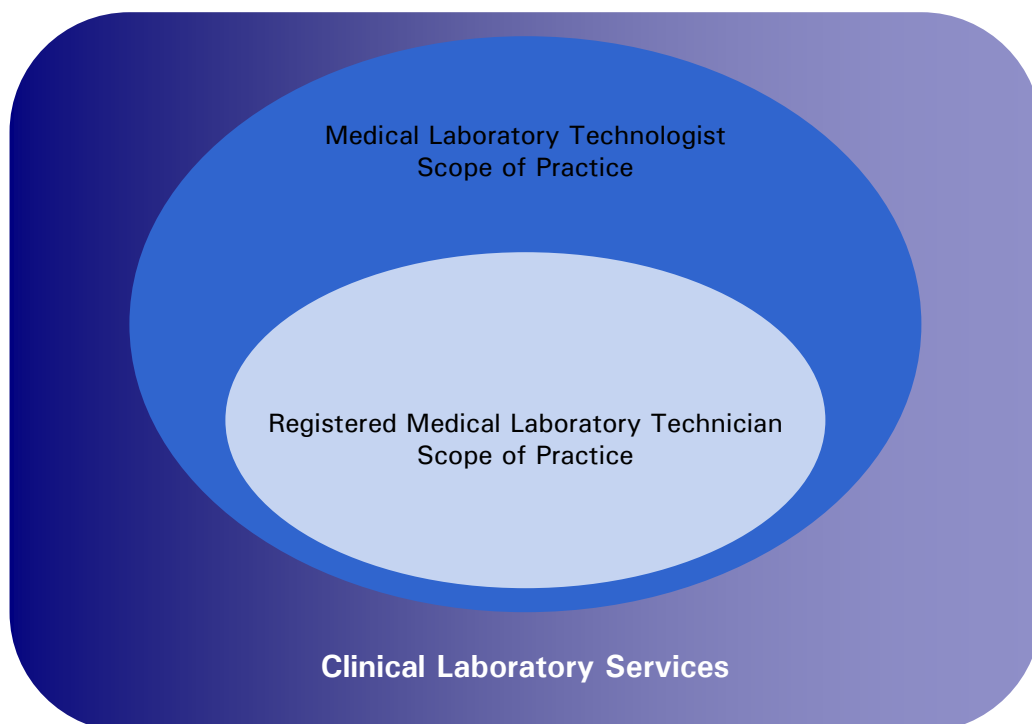 Medical Laboratory Technologist
Scope of Practice
Registered Medical Laboratory Technician
Scope of Practice
Clinical Laboratory Services